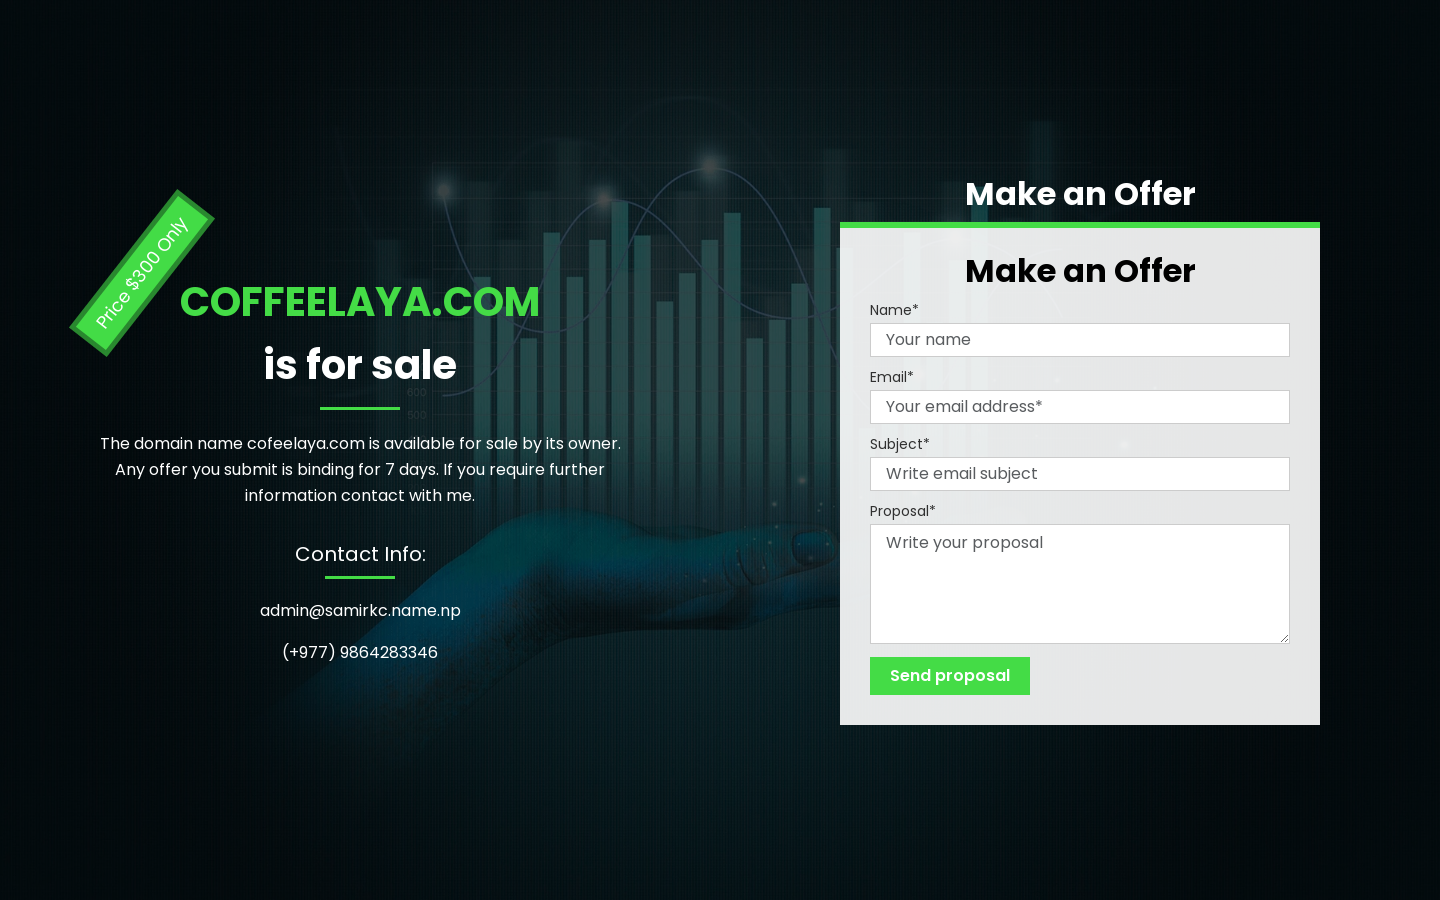 Price $300 Only
COFFEELAYA.COM
is for sale
The domain name cofeelaya.com is available for sale by its owner.
Any offer you submit is binding for 7 days. If you require further
information contact with me.
Contact Info:
admin@samirkc.name.np
(+977) 9864283346
600
500
Make an Offer
Make an Offer
Name*
Your name
Email*
Your email address*
Subject*
Write email subject
Proposal*
Write your proposal
Send proposal